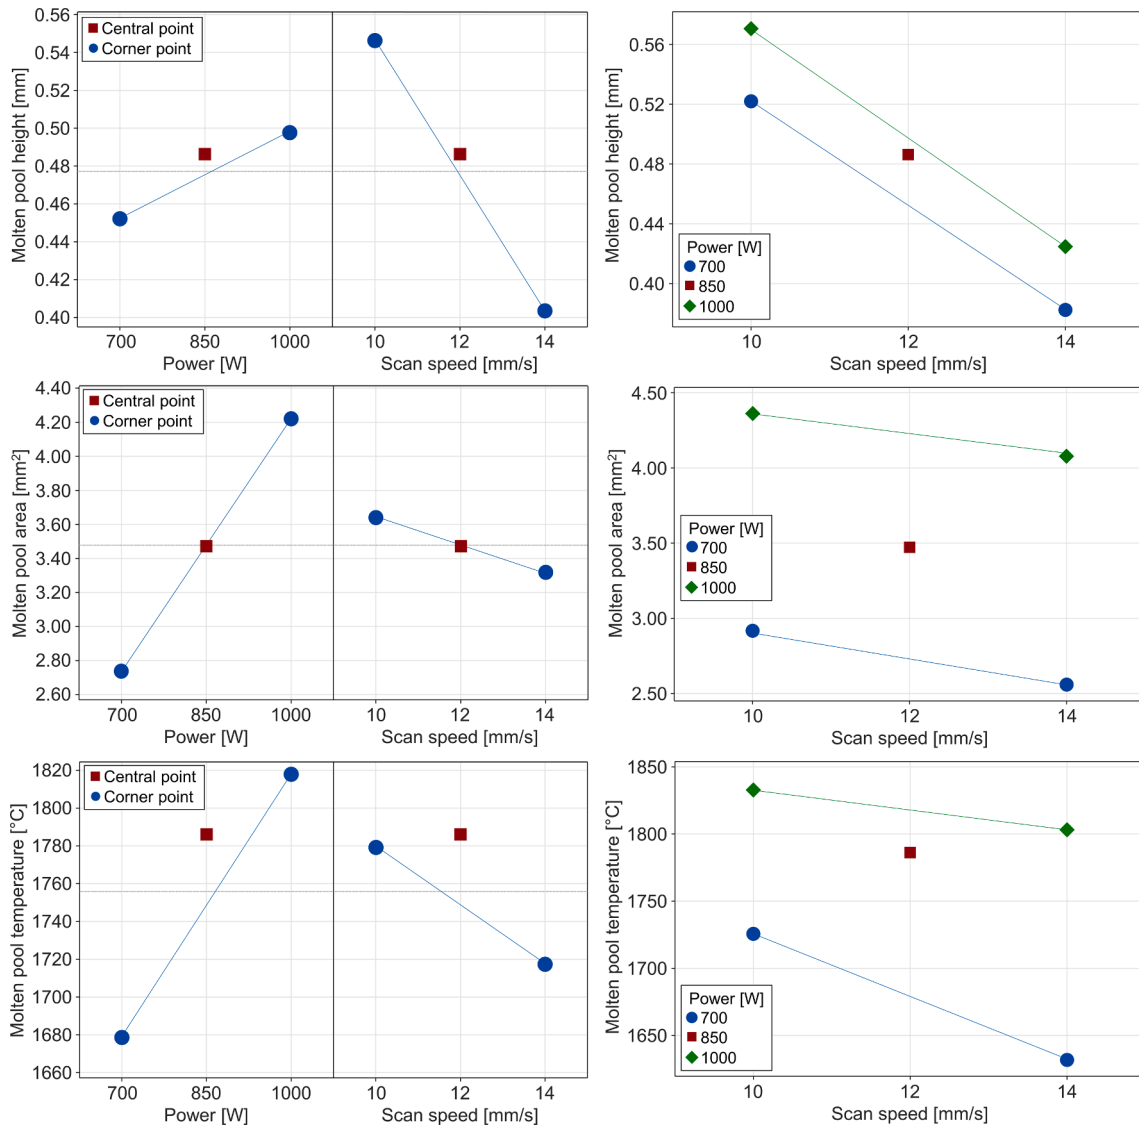 Molten pool height [mm]
0.56
0.54
0.52
0.50
0.48
0.46
0.44
0.42
0.40
Central point
Corner point
700 850 1000 10 12 14
Power [W] Scan speed [mm/s]
Molten pool height [mm]
0.56
0.52
0.48
0.44
0.40
Power [W]
700
850
1000
10 12 14
Scan speed [mm/s]
Molten pool area [mm²]
4.40
4.20
4.00
3.80
3.60
3.40
3.20
3.00
2.80
2.60
Central point
Corner point
700 850 1000 10 12 14
Power [W] Scan speed [mm/s]
Molten pool area [mm²]
4.50
4.00
3.50
3.00
2.50
Power [W]
700
850
1000
10 12 14
Scan speed [mm/s]
Molten pool temperature [°C]
1820
1800
1780
1760
1740
1720
1700
1680
1660
Central point
Corner point
700 850 1000 10 12 14
Power [W] Scan speed [mm/s]
Molten pool temperature [°C]
1850
1800
1750
1700
1650
Power [W]
700
850
1000
10 12 14
Scan speed [mm/s]